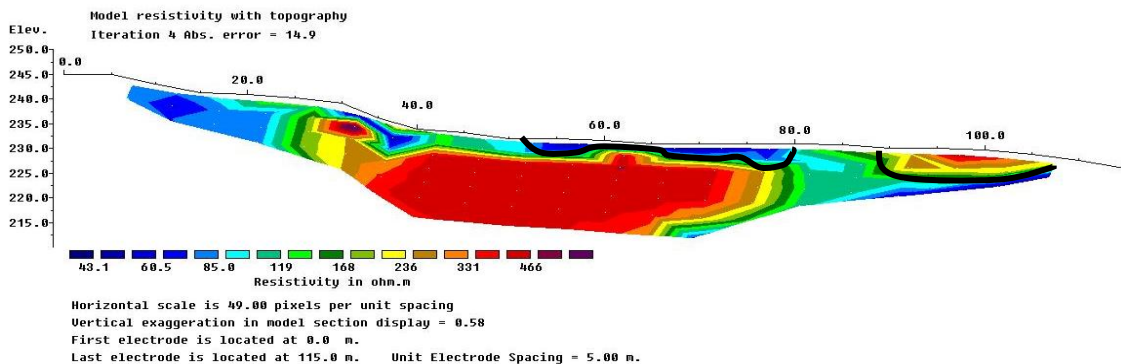 Model resistivity with topography
Elev.
Iteration 4 Abs. error = 14.9
250.0
0.0
245.0
240.0
20.0
235.0
40.0
230.0
60.0
80.0
100.0
225.0
220.0
215.0
43.1 60.5 85.0 119 168 236 331 466
Resistivity in ohm.m
Horizontal scale is 49.00 pixels per unit spacing
Vertical exaggeration in model section display = 0.58
First electrode is located at 0.0 m.
Last electrode is located at 115.0 m. Unit Electrode Spacing = 5.00 m.